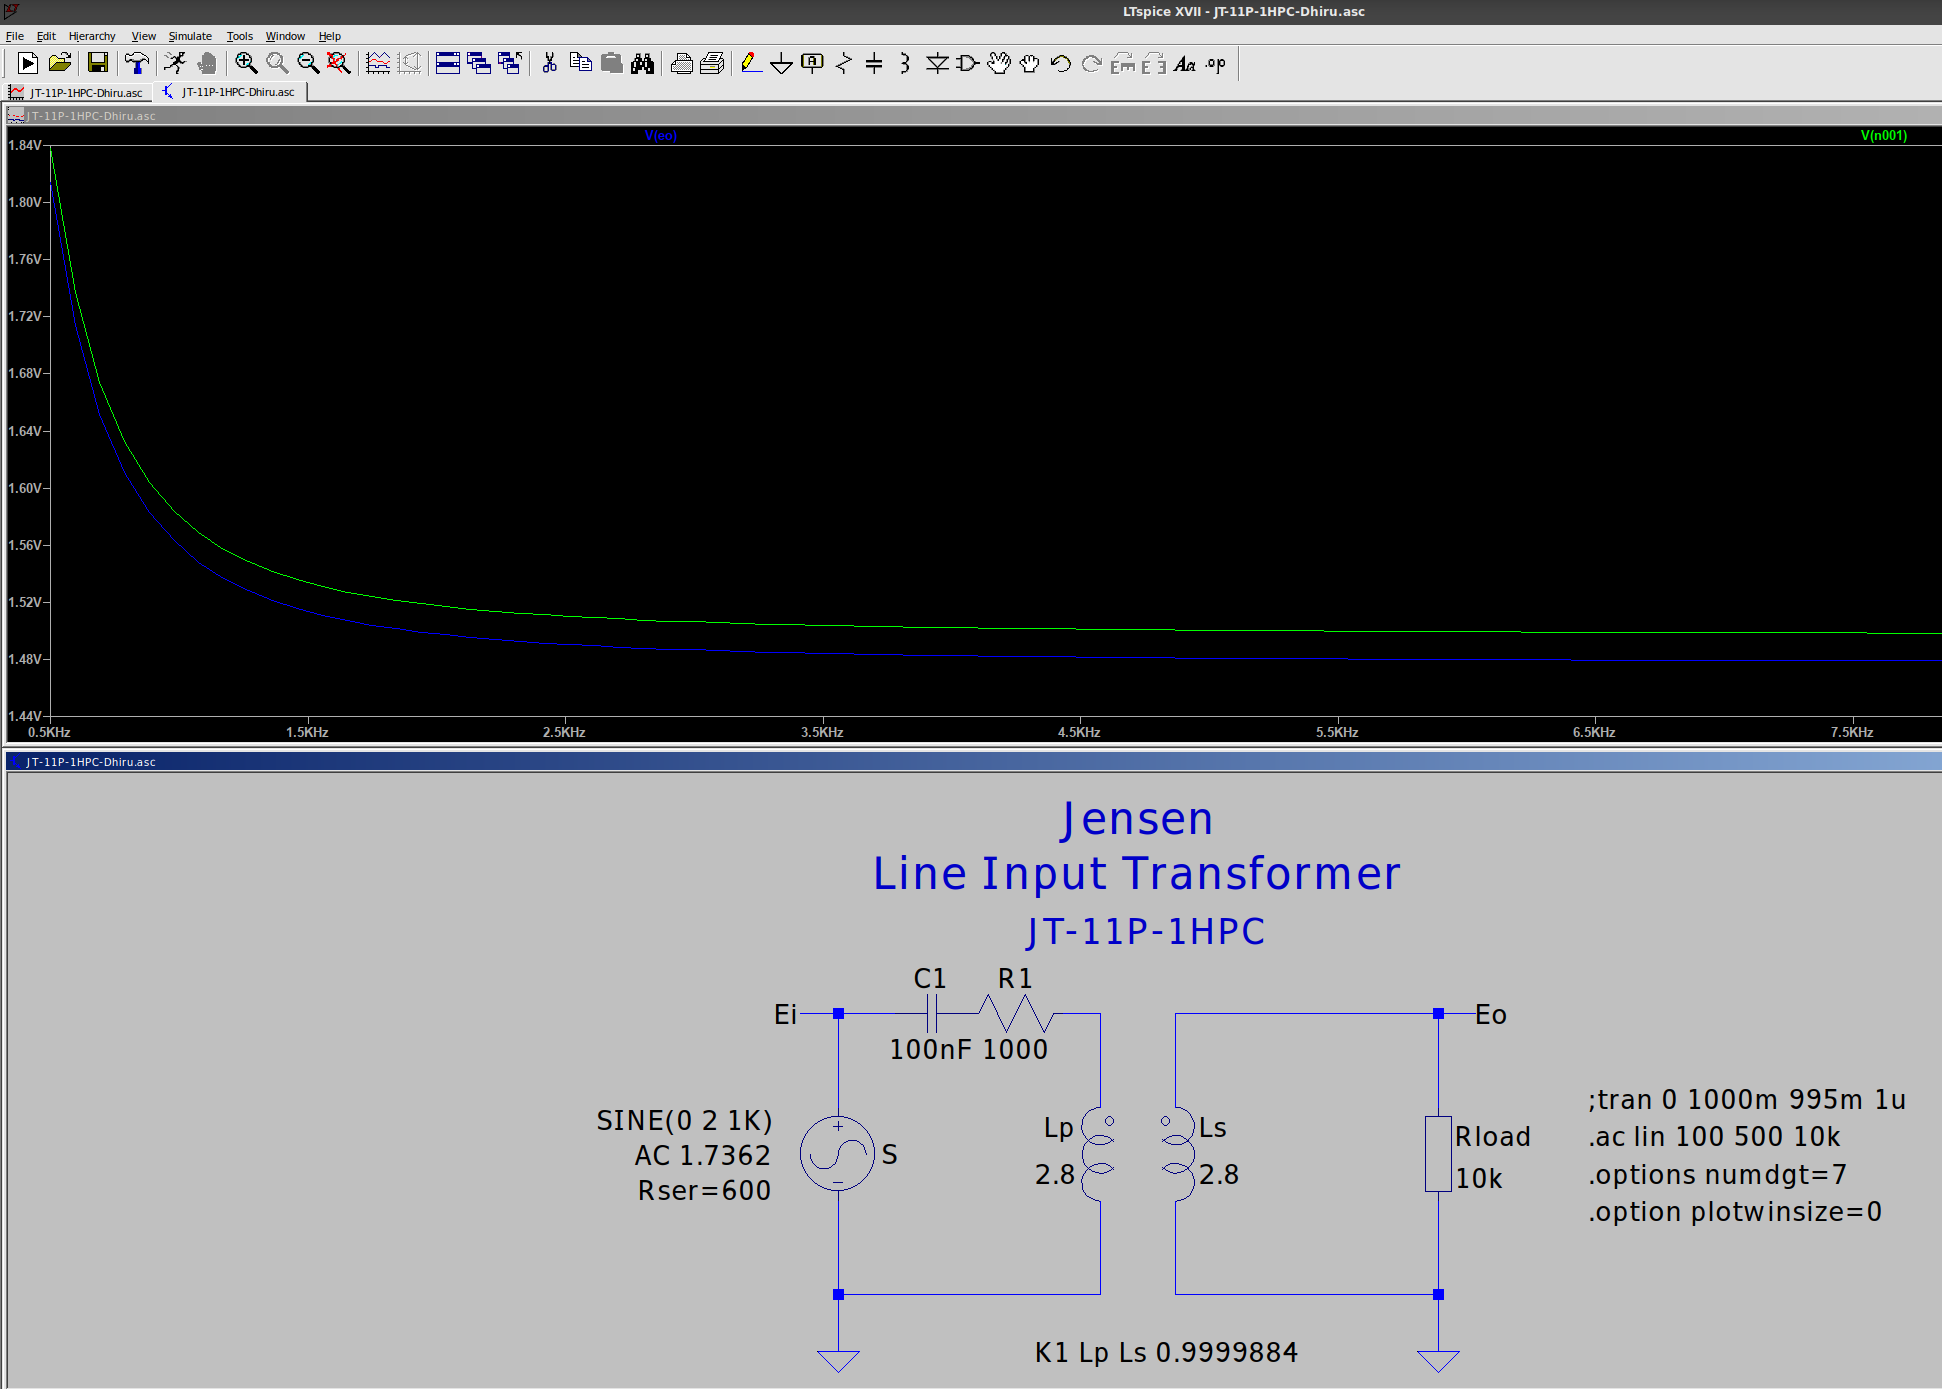 LTspice XVII - JT-11P-1HPC-Dhiru.asc
File Edit Hierarchy View Simulate Tools Window Help
JT-11P-1HPC-Dhiru.asc JT-11P-1HPC-Dhiru.asc
JT-11P-1HPC-Dhiru.asc
V(eo) V(n001)
1.84V
1.80V
1.76V
1.72V
1.68V
1.64V
1.60V
1.56V
1.52V
1.48V
1.44V
0.5KHz 1.5KHz 2.5KHz 3.5KHz 4.5KHz 5.5KHz 6.5KHz 7.5KHz
JT-11P-1HPC-Dhiru.asc
Jensen
Line Input Transformer
JT-11P-1HPC
C1 R1
Ei Eo
100nF 1000
SINE(0 2 1K)
AC 1.7362
Rser=600
S
Lp Ls
2.8 2.8
Rload
10k
;tran 0 1000m 995m 1u
.ac lin 100 500 10k
.options numdgt=7
.option plotwinsize=0
K1 Lp Ls 0.9999884